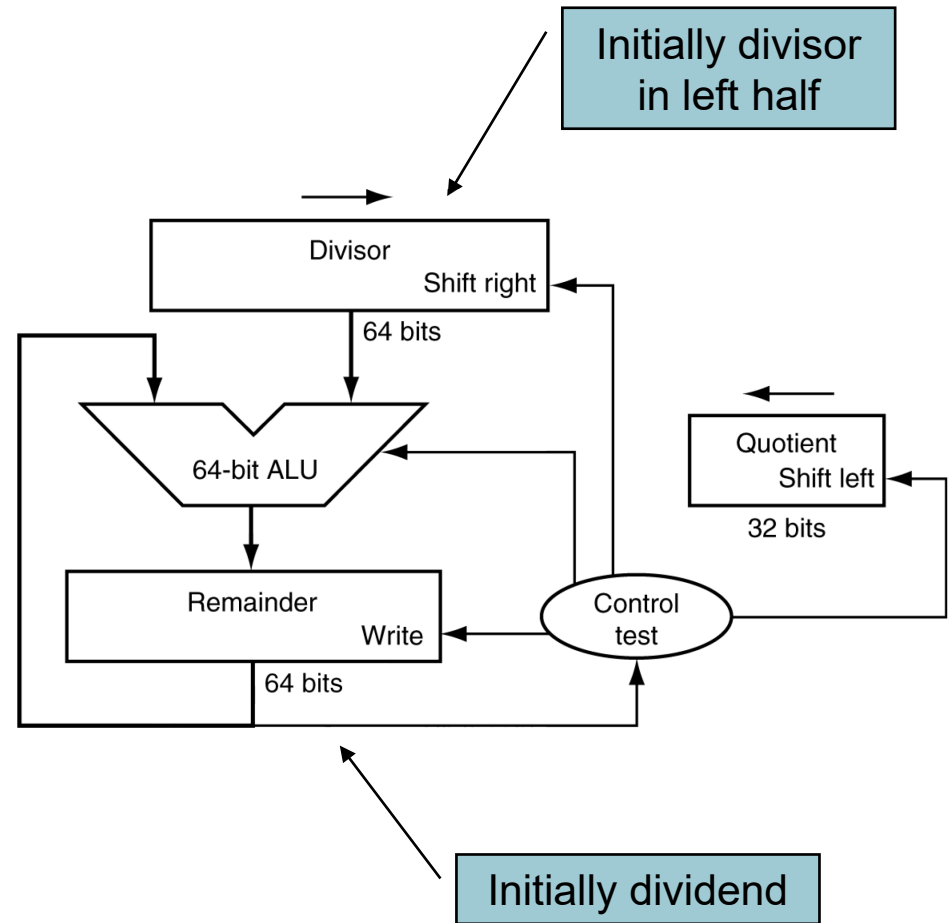 Initially divisor
in left half
Divisor
Shift right
64 bits
64-bit ALU
Quotient
Shift left
32 bits
Remainder
Write
Control
test
64 bits
Initially dividend